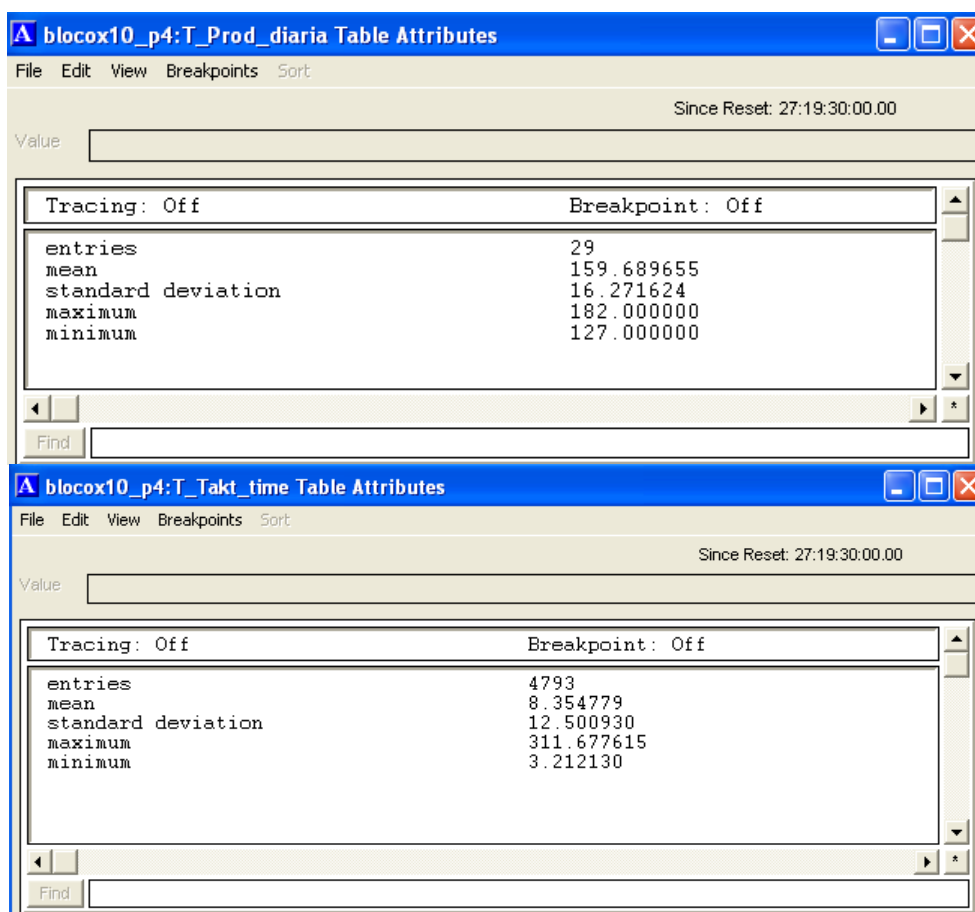 A blocox10_p4:T_Prod_diaria Table Attributes
File Edit View Breakpoints Sort
Since Reset: 27:19:30:00.00
Value
Tracing: Off Breakpoint: Off
entries 29
mean 159.689655
standard deviation 16.271624
maximum 182.000000
minimum 127.000000
*
Find
A blocox10_p4:T_Takt_time Table Attributes
File Edit View Breakpoints Sort
Since Reset: 27:19:30:00.00
Value
Tracing: Off Breakpoint: Off
entries 4793
mean 8.354779
standard deviation 12.500930
maximum 311.677615
minimum 3.212130
*
Find